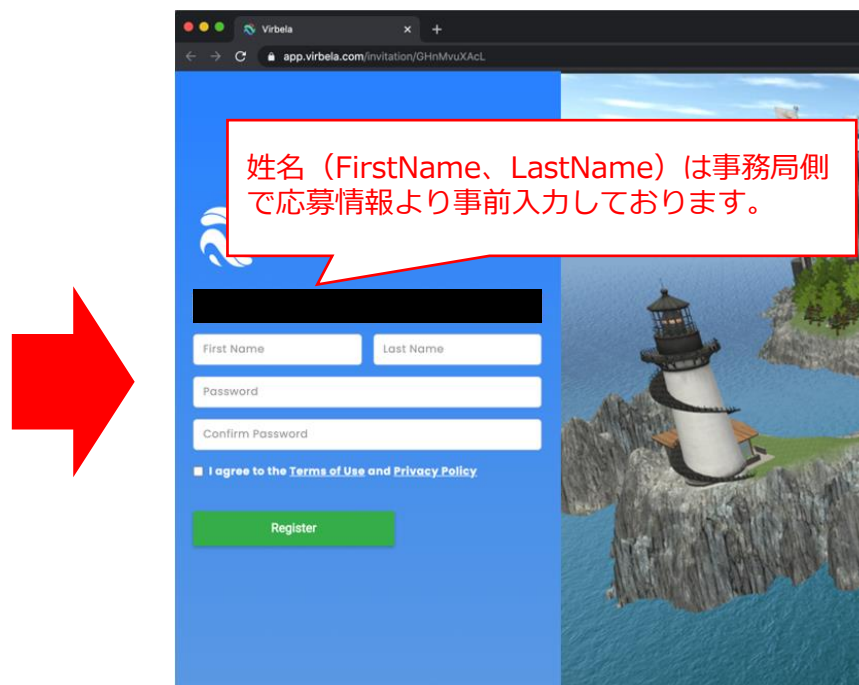 Virbela
app.virbela.com/invitation/GHnMvuXAcL
姓名（FirstName、LastName）は事務局側
で応募情報より事前入力しております。
First Name Last Name
Password
Confirm Password
I agree to the Terms of Use and Privacy Policy
Register